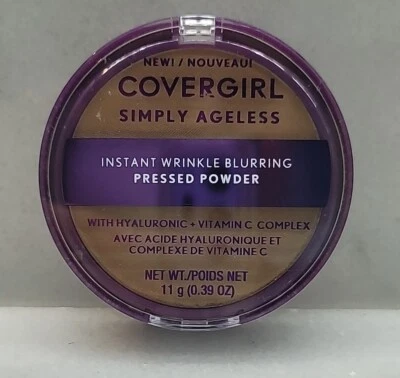 NEW! / NOUVEAU!
COVERGIRL
SIMPLY AGELESS
INSTANT WRINKLE BLURRING
PRESSED POWDER
WITH HYALURONIC + VITAMIN C COMPLEX
AVEC ACIDE HYALURONIQUE ET
COMPLEXE DE VITAMINE C
NET WT./POIDS NET
11 g (0.39 OZ)